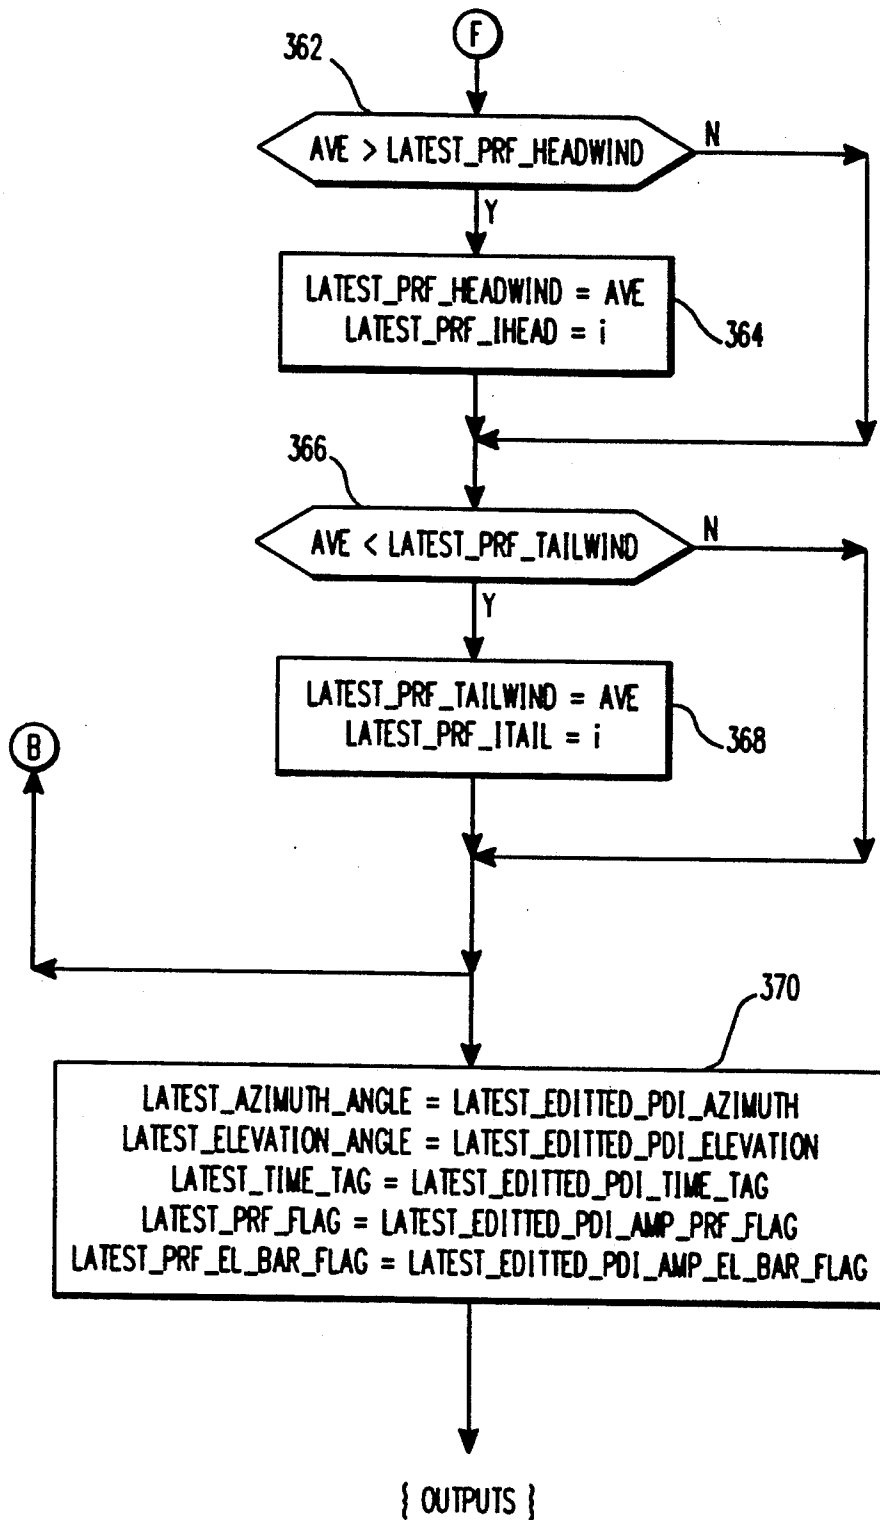 F
362
AVE > LATEST_PRF_HEADWIND
N
Y
LATEST_PRF_HEADWIND = AVE
LATEST_PRF_IHEAD = i
364
366
AVE < LATEST_PRF_TAILWIND
N
Y
LATEST_PRF_TAILWIND = AVE
LATEST_PRF_ITAIL = i
368
B
370
LATEST_AZIMUTH_ANGLE = LATEST_EDITTED_PDI_AZIMUTH
LATEST_ELEVATION_ANGLE = LATEST_EDITTED_PDI_ELEVATION
LATEST_TIME_TAG = LATEST_EDITTED_PDI_TIME_TAG
LATEST_PRF_FLAG = LATEST_EDITTED_PDI_AMP_PRF_FLAG
LATEST_PRF_EL_BAR_FLAG = LATEST_EDITTED_PDI_AMP_EL_BAR_FLAG
{ OUTPUTS }